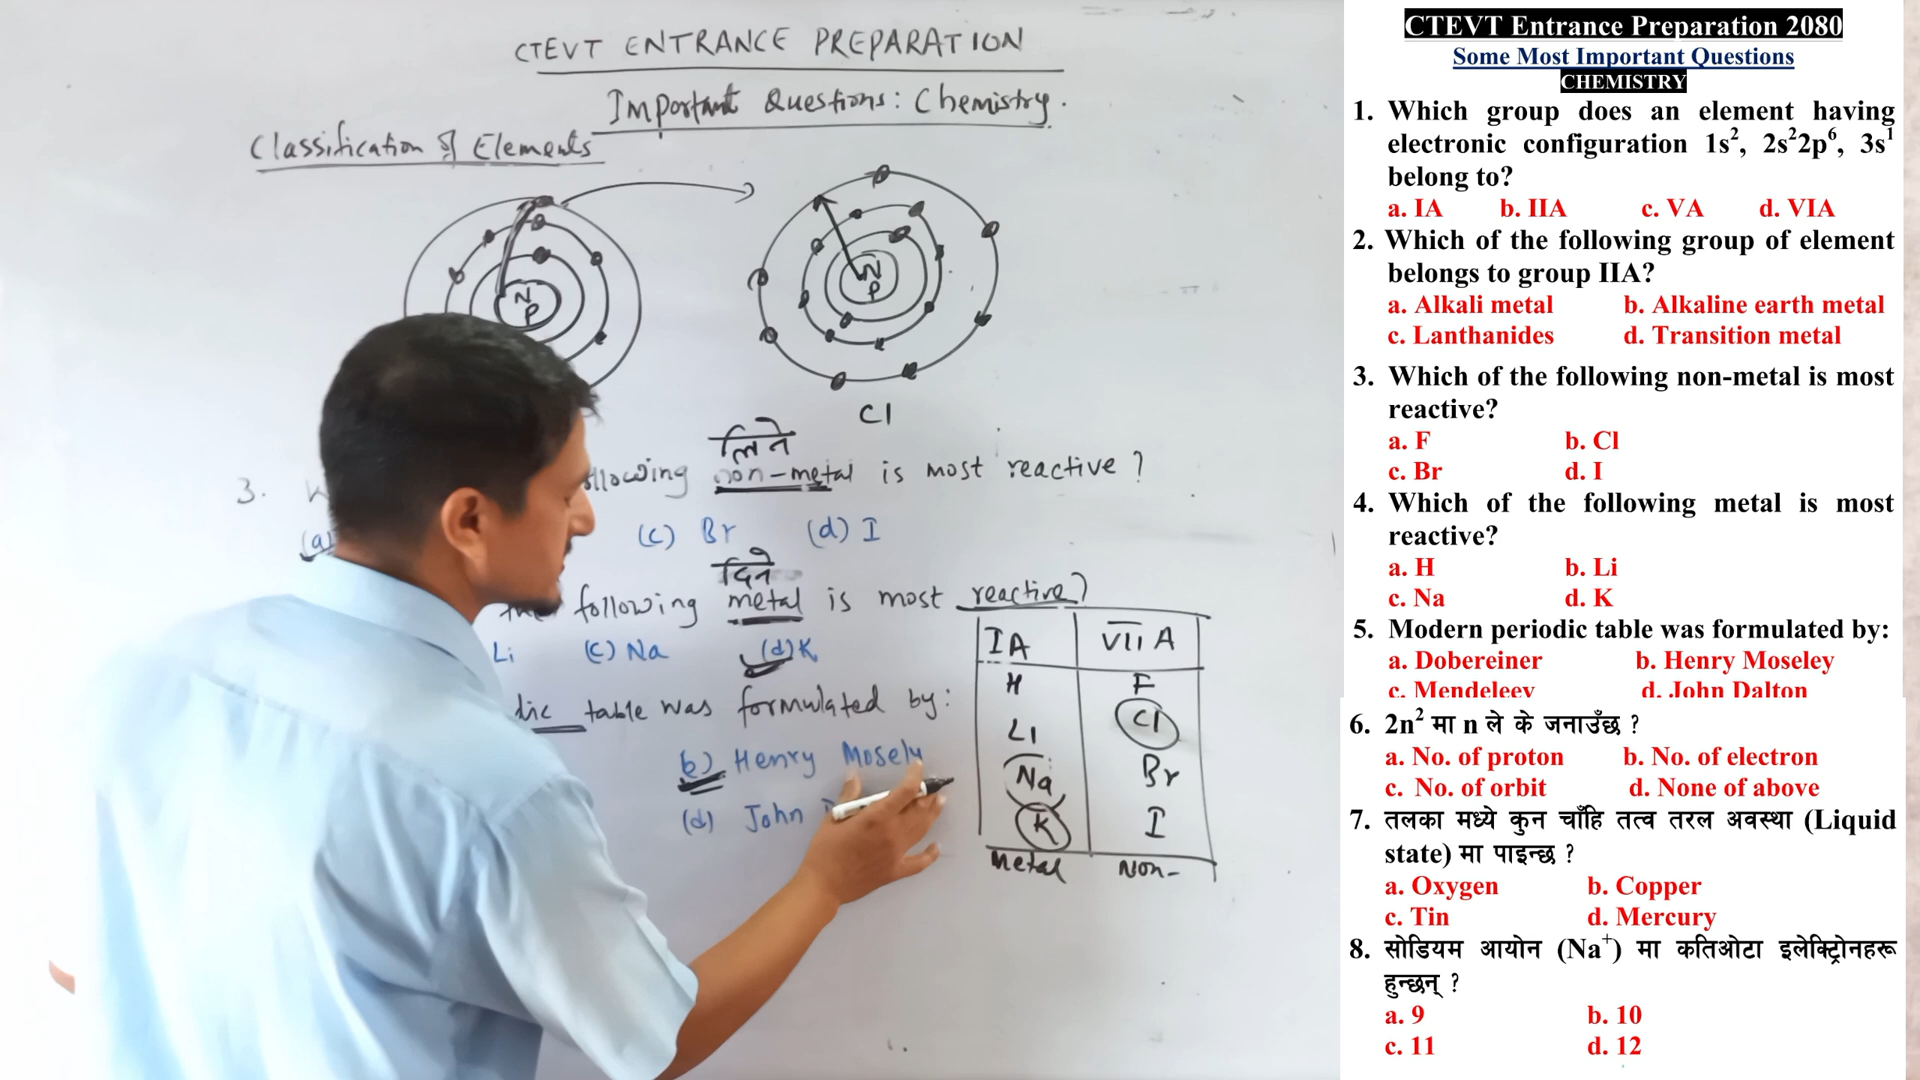 CTEVT ENTRANCE PREPARATION
Important Questions: Chemistry.
Classification of Elements
N
P
N
P
Cl
लिने
3. following non-metal is most reactive?
(a) (c) Br (d) I
दिने
the following metal is most reactive?
Li (c) Na (d) K
table was formulated by:
(b) Henry Mosely
(d) John
IA VIIA
H F
Li Cl
Na Br
K I
Metal Non-
CTEVT Entrance Preparation 2080
Some Most Important Questions
CHEMISTRY
1. Which group does an element having
electronic configuration 1s², 2s²2p⁶, 3s¹
belong to?
a. IA b. IIA c. VA d. VIA
2. Which of the following group of element
belongs to group IIA?
a. Alkali metal b. Alkaline earth metal
c. Lanthanides d. Transition metal
3. Which of the following non-metal is most
reactive?
a. F b. Cl
c. Br d. I
4. Which of the following metal is most
reactive?
a. H b. Li
c. Na d. K
5. Modern periodic table was formulated by:
a. Dobereiner b. Henry Moseley
c. Mendeleev d. John Dalton
6. 2n² मा n ले के जनाउँछ ?
a. No. of proton b. No. of electron
c. No. of orbit d. None of above
7. तलका मध्ये कुन चाँहि तत्व तरल अवस्था (Liquid
state) मा पाइन्छ ?
a. Oxygen b. Copper
c. Tin d. Mercury
8. सोडियम आयोन (Na⁺) मा कतिओटा इलेक्ट्रोनहरू
हुन्छन् ?
a. 9 b. 10
c. 11 d. 12